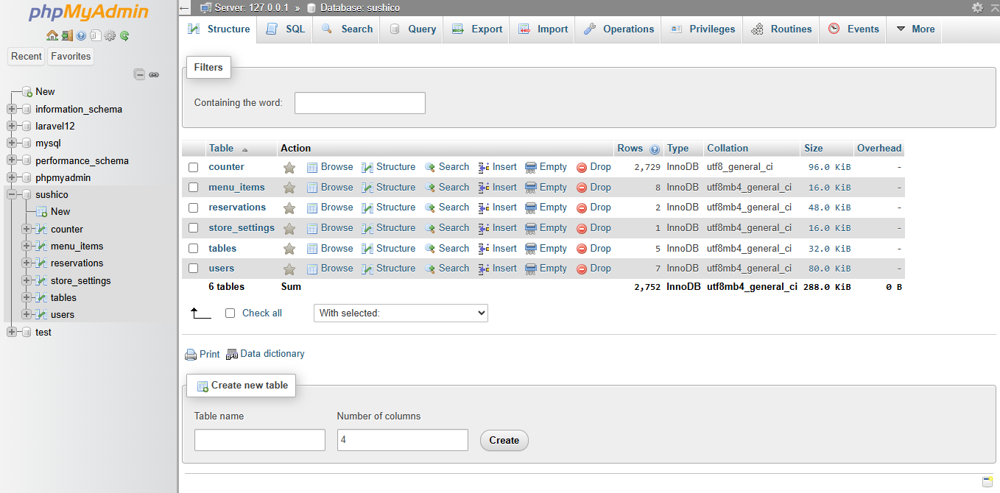 phpMyAdmin
Recent Favorites
New
information_schema
laravel12
mysql
performance_schema
phpmyadmin
sushico
New
counter
menu_items
reservations
store_settings
tables
users
test
Server: 127.0.0.1 » Database: sushico
Structure SQL Search Query Export Import Operations Privileges Routines Events More
Filters
Containing the word:
Table Action Rows Type Collation Size Overhead
counter Browse Structure Search Insert Empty Drop 2,729 InnoDB utf8_general_ci 96.0 KiB -
menu_items Browse Structure Search Insert Empty Drop 8 InnoDB utf8mb4_general_ci 16.0 KiB -
reservations Browse Structure Search Insert Empty Drop 2 InnoDB utf8mb4_general_ci 48.0 KiB -
store_settings Browse Structure Search Insert Empty Drop 1 InnoDB utf8mb4_general_ci 16.0 KiB -
tables Browse Structure Search Insert Empty Drop 5 InnoDB utf8mb4_general_ci 32.0 KiB -
users Browse Structure Search Insert Empty Drop 7 InnoDB utf8mb4_general_ci 80.0 KiB -
6 tables Sum 2,752 InnoDB utf8mb4_general_ci 288.0 KiB 0 B
Check all With selected:
Print Data dictionary
Create new table
Table name Number of columns
4 Create